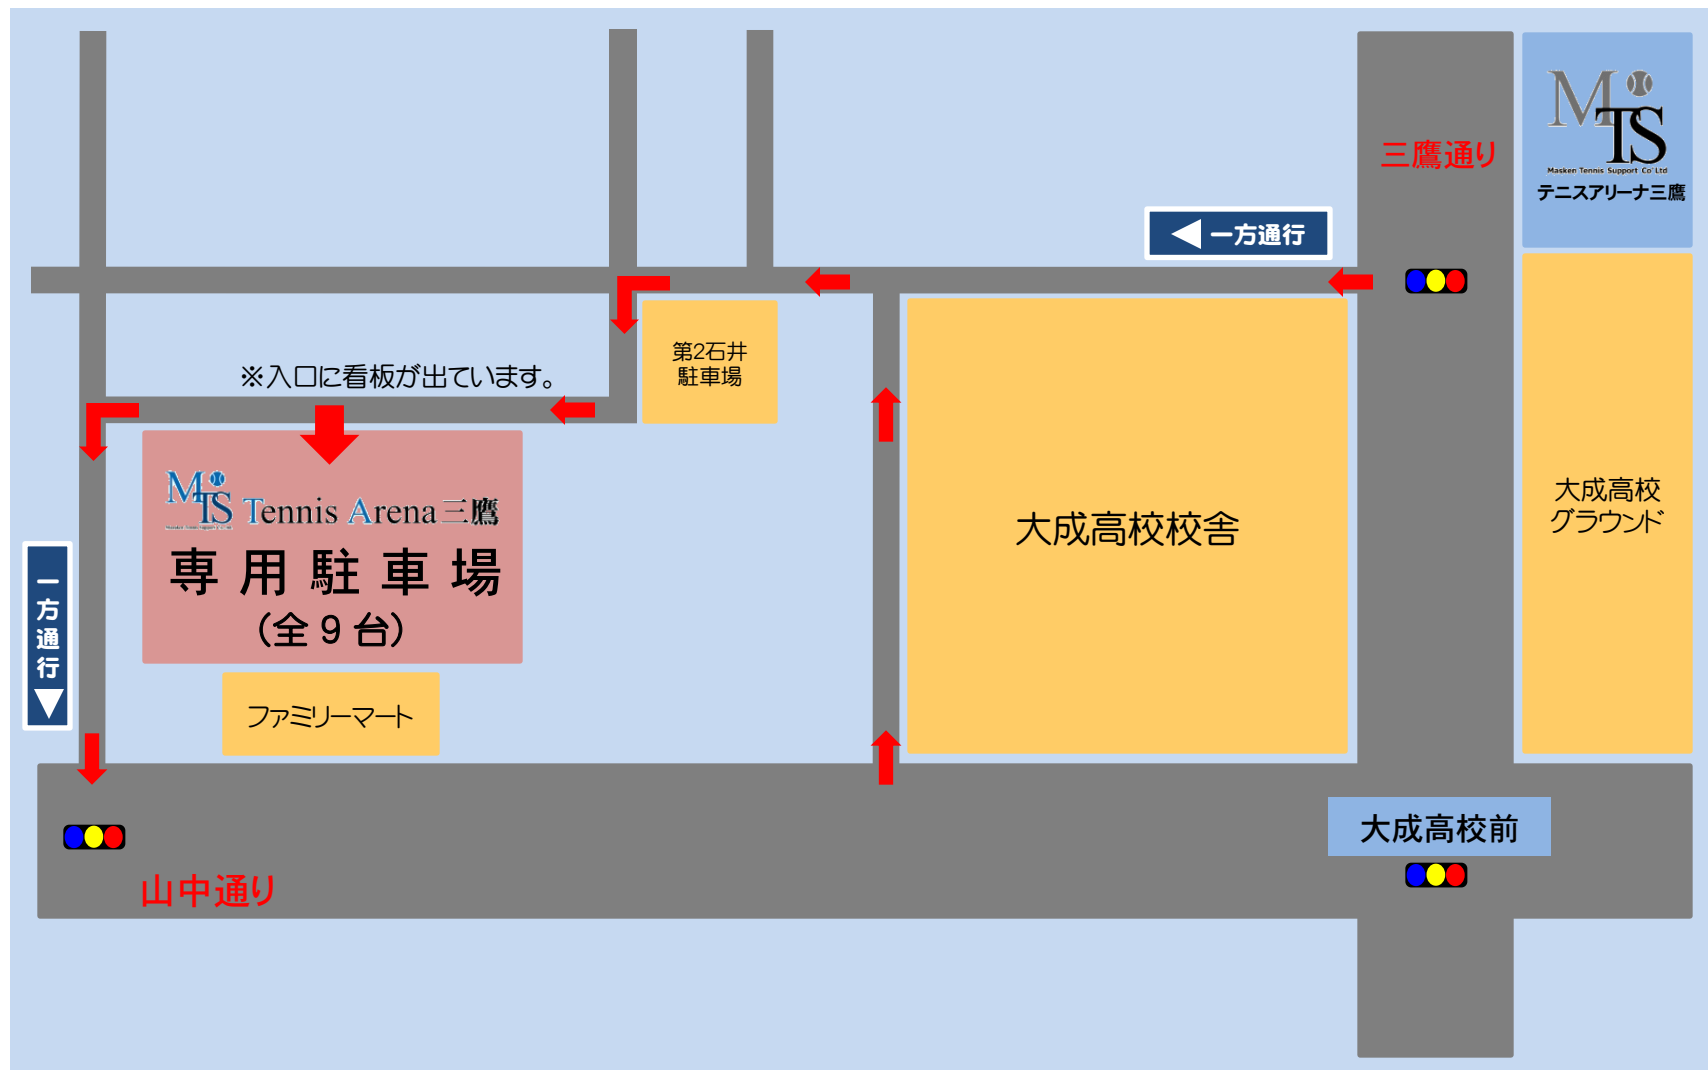 三鷹通り
MTS
Masken Tennis Support Co Ltd
テニスアリーナ三鷹
一方通行
第2石井
駐車場
※入口に看板が出ています。
MTS Tennis Arena三鷹
専用駐車場
(全9台)
大成高校校舎
大成高校
グラウンド
一方通行
ファミリーマート
大成高校前
山中通り